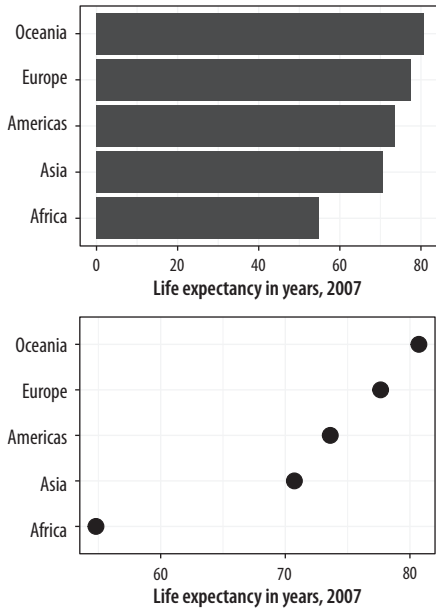 Oceania
Europe
Americas
Asia
Africa
0 20 40 60 80
Life expectancy in years, 2007
Oceania
Europe
Americas
Asia
Africa
60 70 80
Life expectancy in years, 2007